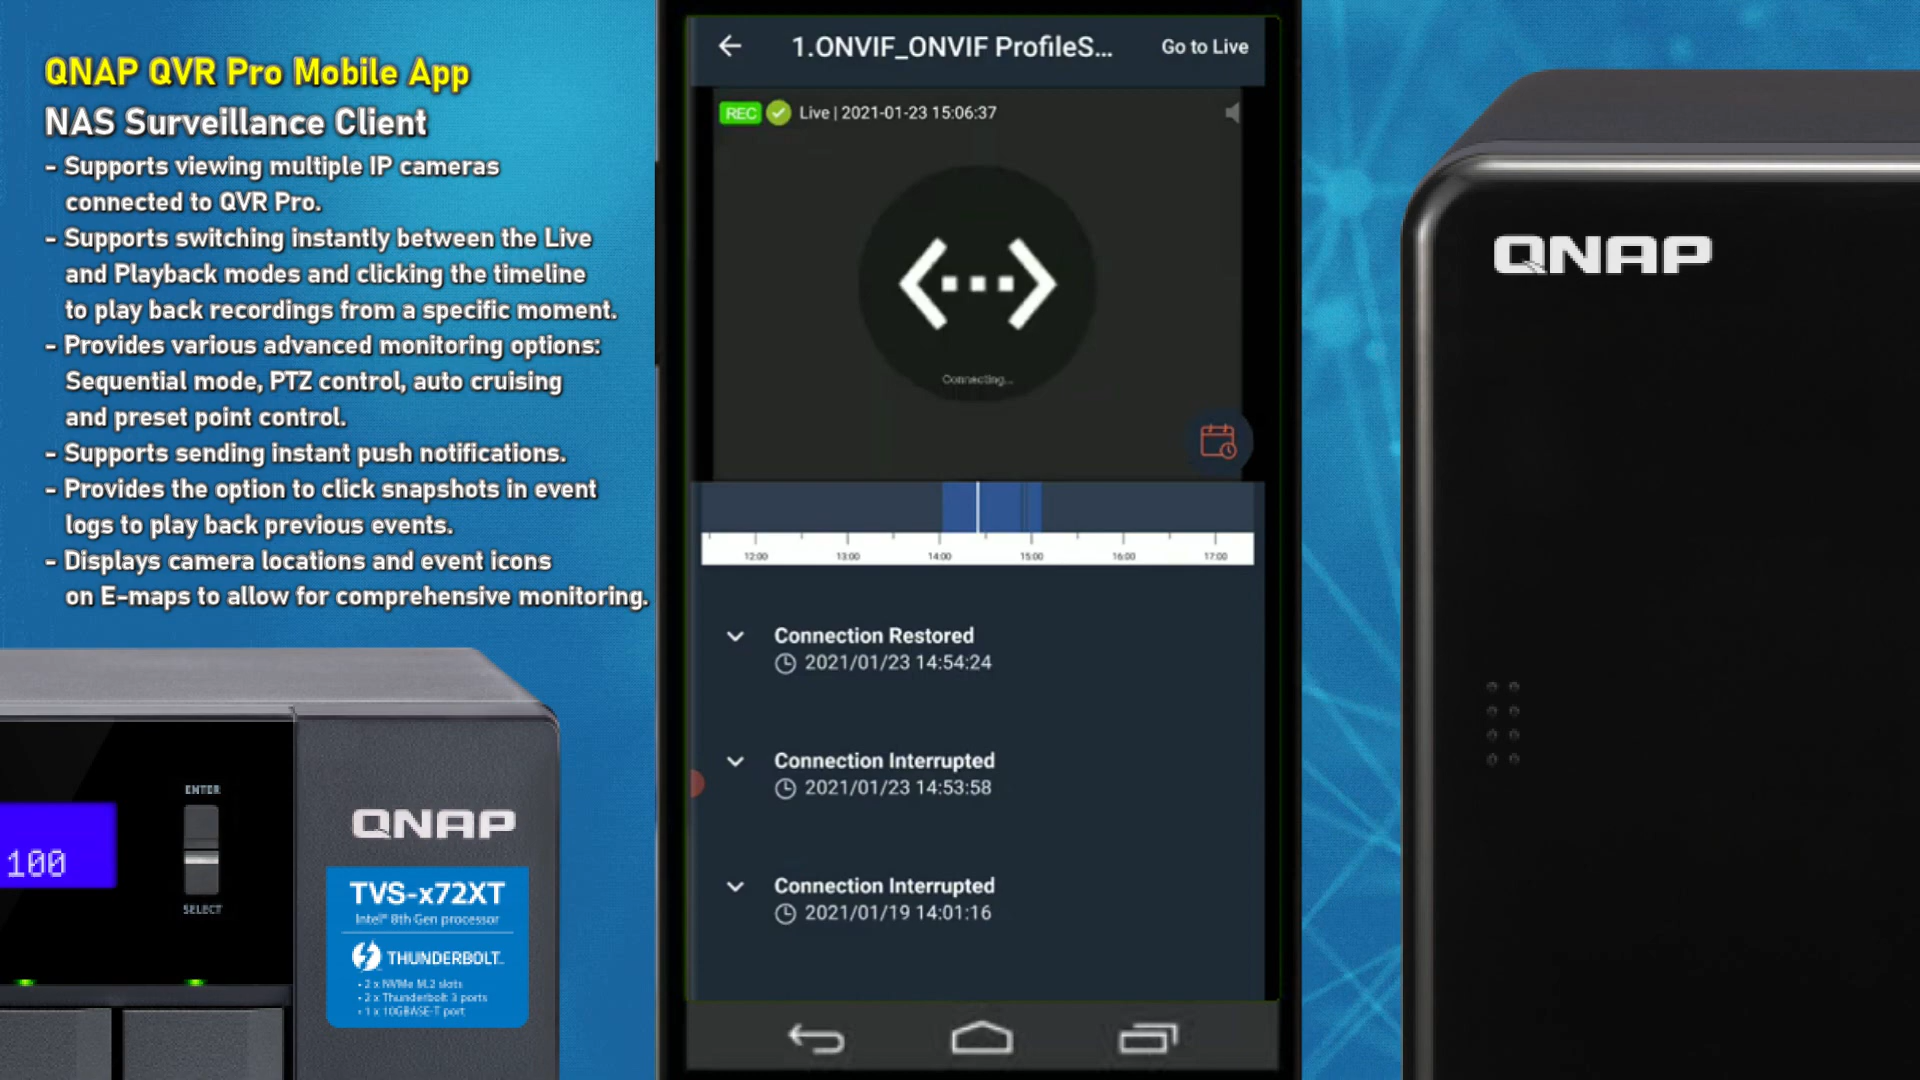 QNAP QVR Pro Mobile App
NAS Surveillance Client
- Supports viewing multiple IP cameras
connected to QVR Pro.
- Supports switching instantly between the Live
and Playback modes and clicking the timeline
to play back recordings from a specific moment.
- Provides various advanced monitoring options:
Sequential mode, PTZ control, auto cruising
and preset point control.
- Supports sending instant push notifications.
- Provides the option to click snapshots in event
logs to play back previous events.
- Displays camera locations and event icons
on E-maps to allow for comprehensive monitoring.
1.ONVIF_ONVIF ProfileS...
Go to Live
REC Live | 2021-01-23 15:06:37
Connecting...
12:00 13:00 14:00 15:00 16:00 17:00
Connection Restored
2021/01/23 14:54:24
Connection Interrupted
2021/01/23 14:53:58
Connection Interrupted
2021/01/19 14:01:16
QNAP
ENTER
100
SELECT
QNAP
TVS-x72XT
Intel® 8th Gen processor
THUNDERBOLT™
• 2 x NVMe M.2 slots
• 2 x Thunderbolt 3 ports
• 1 x 10GBASE-T port